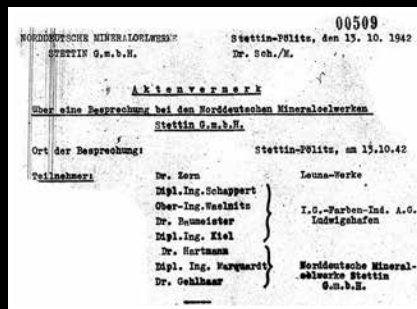 00509
NORDDEUTSCHE MINERALOELWERKE Stettin-Pölitz, den 13. 10. 1942
STETTIN G.m.b.H. Dr. Sch./M.
Aktenvermerk
über eine Besprechung bei den Norddeutschen Mineraloelwerken
Stettin G.m.b.H.
Ort der Besprechung: Stettin-Pölitz, am 13.10.42
Teilnehmer: Dr. Zorn Leuna-Werke
Dipl.Ing.Schappert
Ober-Ing.Waelnitz I.G.-Farben-Ind. A.G.
Dr. Baumeister Ludwigshafen
Dipl.Ing. Kiel
Dr. Hartmann
Dipl. Ing. Marquardt Norddeutsche Mineral-
Dr. Gehlhaar oelwerke Stettin
G.m.b.H.